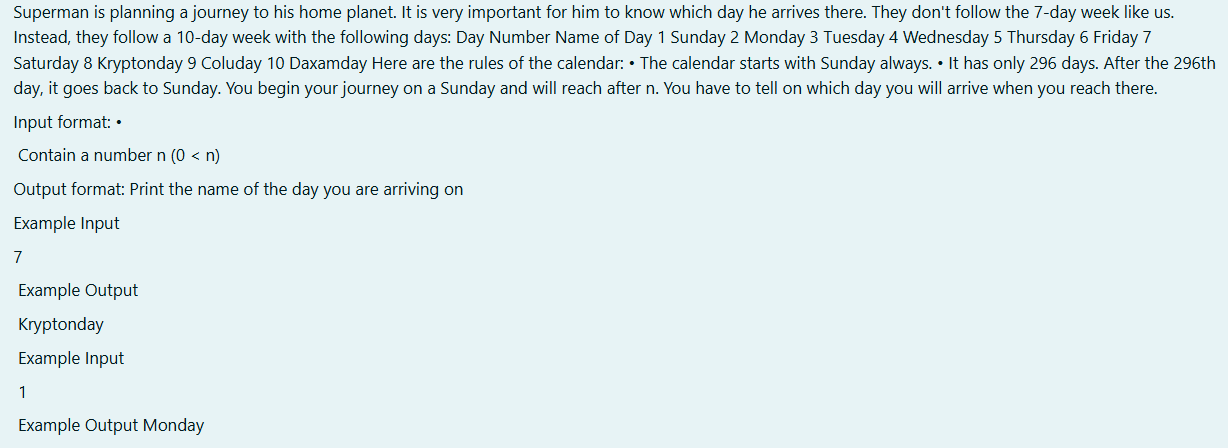 Superman is planning a journey to his home planet. It is very important for him to know which day he arrives there. They don't follow the 7-day week like us.
Instead, they follow a 10-day week with the following days: Day Number Name of Day 1 Sunday 2 Monday 3 Tuesday 4 Wednesday 5 Thursday 6 Friday 7
Saturday 8 Kryptonday 9 Coluday 10 Daxamday Here are the rules of the calendar: • The calendar starts with Sunday always. • It has only 296 days. After the 296th
day, it goes back to Sunday. You begin your journey on a Sunday and will reach after n. You have to tell on which day you will arrive when you reach there.
Input format: •
Contain a number n (0 < n)
Output format: Print the name of the day you are arriving on
Example Input
7
Example Output
Kryptonday
Example Input
1
Example Output Monday